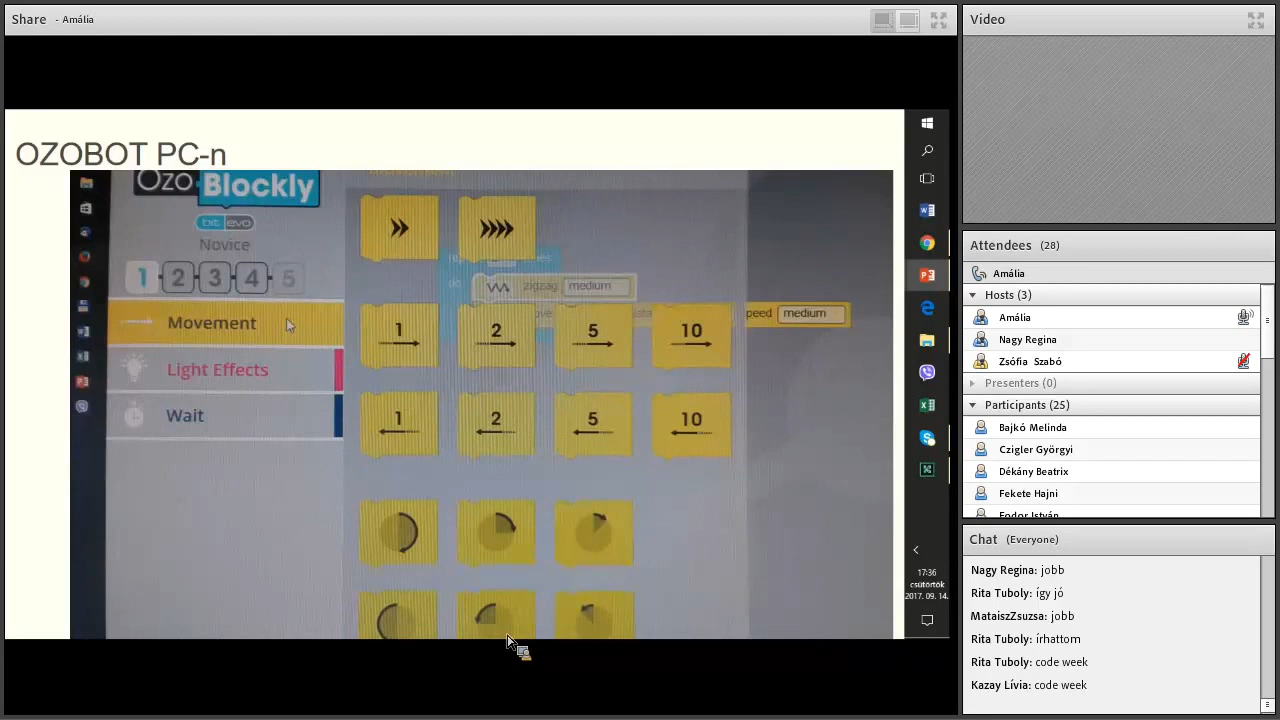 Share - Amália
OZOBOT PC-n
Ozo Blockly
bit evo
Novice
1 2 3 4 5
Movement
Light Effects
Wait
zigzag medium
peed medium
1 2 5 10
1 2 5 10
17:36
csütörtök
2017. 09. 14.
Video
Attendees (28)
Amália
Hosts (3)
Amália
Nagy Regina
Zsófia Szabó
Presenters (0)
Participants (25)
Bajkó Melinda
Czigler Györgyi
Dékány Beatrix
Fekete Hajni
Fodor István
Chat (Everyone)
Nagy Regina: jobb
Rita Tuboly: így jó
MataiszZsuzsa: jobb
Rita Tuboly: írhattom
Rita Tuboly: code week
Kazay Lívia: code week